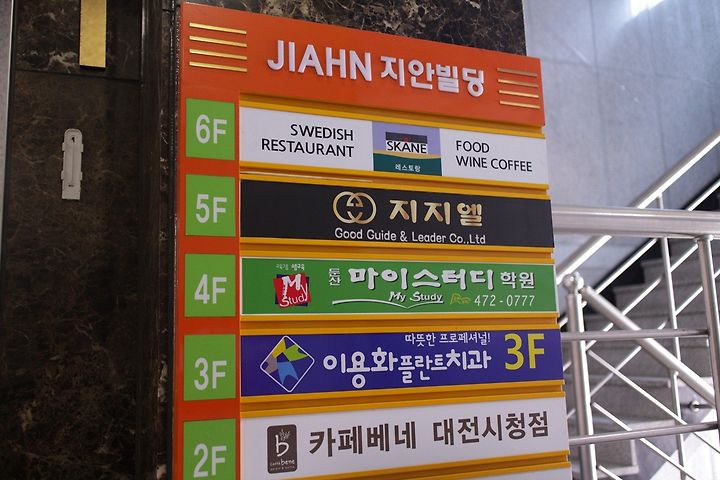 JIAHN 지안빌딩
6F
SWEDISH RESTAURANT
SKÅNE
레스토랑
FOOD
WINE COFFEE
5F
지지엘
Good Guide & Leader Co.,Ltd
4F
My Study
둔산 마이스터디 학원
My Study
472-0777
3F
따뜻한 프로페셔널!
이용화플란트치과 3F
2F
b
caffe bene
카페베네 대전시청점